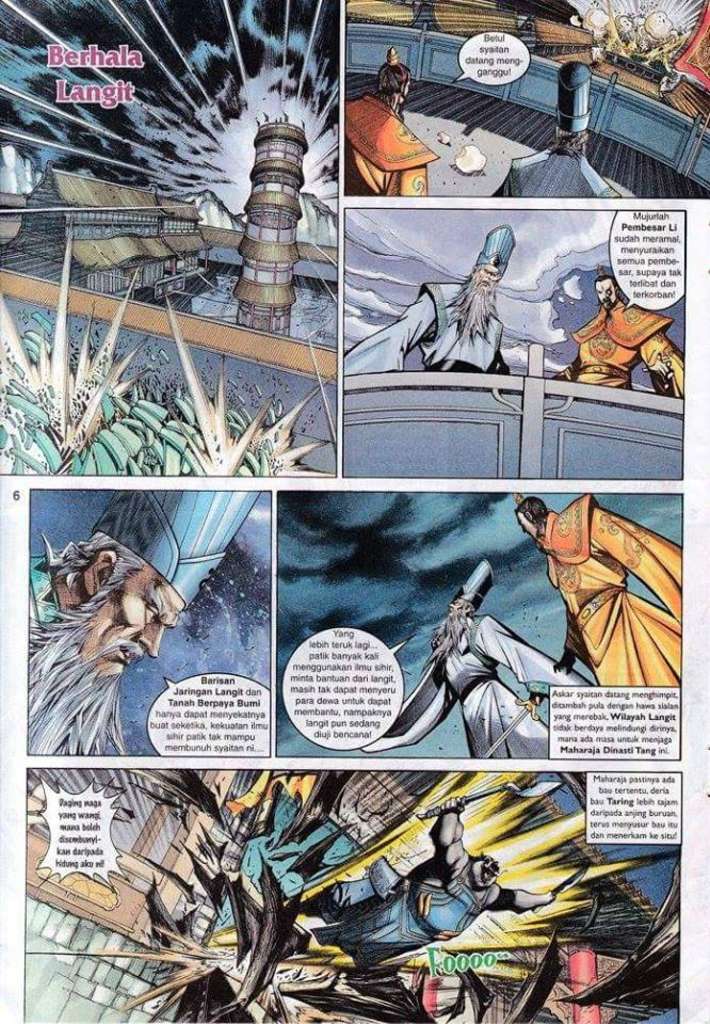 Berhala
Langit
Betul
syaitan
datang meng-
ganggu!
Mujurlah
Pembesar Li
sudah meramal,
menyuraikan
semua pembe-
sar, supaya tak
terlibat dan
terkorban!
6
Barisan
Jaringan Langit dan
Tanah Berpaya Bumi
hanya dapat menyekatnya
buat seketika, kekuatan ilmu
sihir patik tak mampu
membunuh syaitan ni....
Yang
lebih teruk lagi...
patik banyak kali
menggunakan ilmu sihir,
minta bantuan dari langit,
masih tak dapat menyeru
para dewa untuk dapat
membantu, nampaknya
langit pun sedang
diuji bencana!
Askar syaitan datang menghimpit,
ditambah pula dengan hawa sialan
yang merebak, Wilayah Langit
tidak berdaya melindungi dirinya,
mana ada masa untuk menjaga
Maharaja Dinasti Tang ini.
Daging naga
yang wangi,
mana boleh
disembunyi-
kan daripada
hidung aku ni!
Maharaja pastinya ada
bau tertentu, deria
bau Taring lebih tajam
daripada anjing buruan,
terus menyusur bau itu
dan menerkam ke situ!
FOOOO..